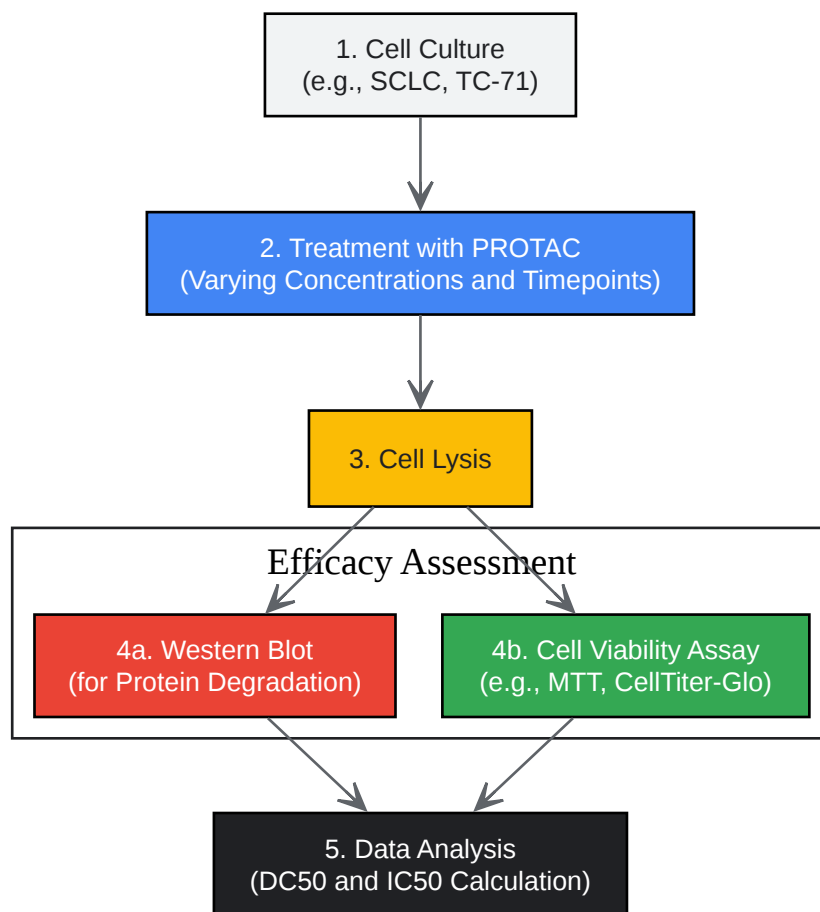 1. Cell Culture
(e.g., SCLC, TC-71)
2. Treatment with PROTAC
(Varying Concentrations and Timepoints)
3. Cell Lysis
Efficacy Assessment
4a. Western Blot
(for Protein Degradation)
4b. Cell Viability Assay
(e.g., MTT, CellTiter-Glo)
5. Data Analysis
(DC50 and IC50 Calculation)